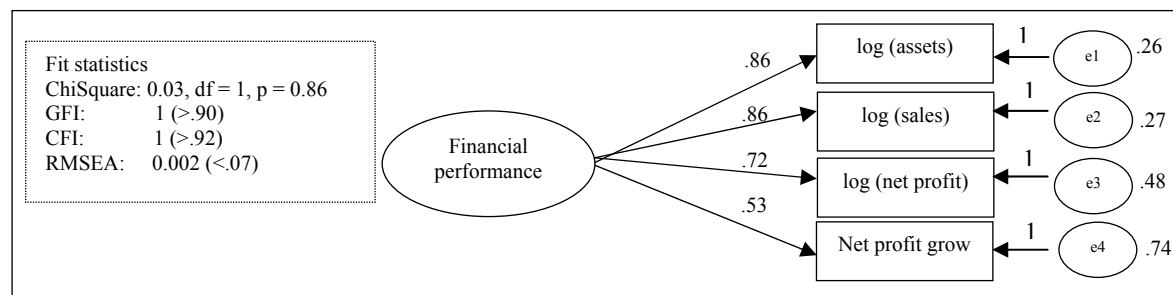 Fit statistics
ChiSquare: 0.03, df = 1, p = 0.86
GFI: 1 (>.90)
CFI: 1 (>.92)
RMSEA: 0.002 (<.07)
Financial
performance
.86
.86
.72
.53
log (assets)
1
e1
.26
log (sales)
1
e2
.27
log (net profit)
1
e3
.48
Net profit grow
1
e4
.74